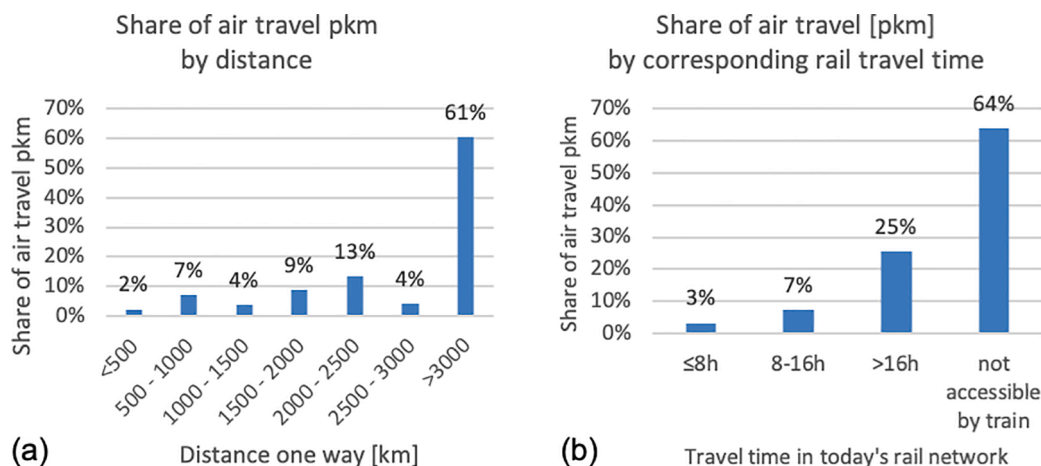 Share of air travel pkm
by distance
Share of air travel pkm
70%
60%
50%
40%
30%
20%
10%
0%
2%
7%
4%
9%
13%
4%
61%
<500
500 - 1000
1000 - 1500
1500 - 2000
2000 - 2500
2500 - 3000
>3000
(a)
Distance one way [km]
Share of air travel [pkm]
by corresponding rail travel time
Share of air travel pkm
70%
60%
50%
40%
30%
20%
10%
0%
3%
7%
25%
64%
≤8h
8-16h
>16h
not
accessible
by train
(b)
Travel time in today's rail network